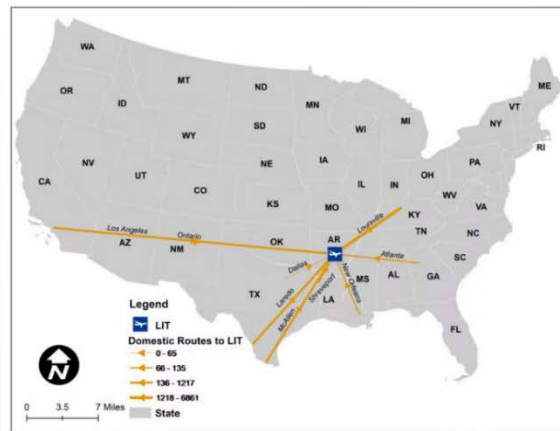 WA
ME
MT
ND
OR
MN
VT
ID
SD
WI
MI
NY
RI
WY
IA
PA
NE
NV
IL
IN
OH
UT
CA
CO
WV
VA
KS
MO
KY
Louisville
TN
NC
Los Angeles
Ontario
OK
AR
AZ
NM
Atlanta
SC
Dallas
MS
AL
GA
TX
Laredo
Shreveport
New Orleans
LA
McAllen
FL
Legend
LIT
Domestic Routes to LIT
0 - 65
66 - 135
136 - 1217
1218 - 6861
State
N
0 3.5 7 Miles